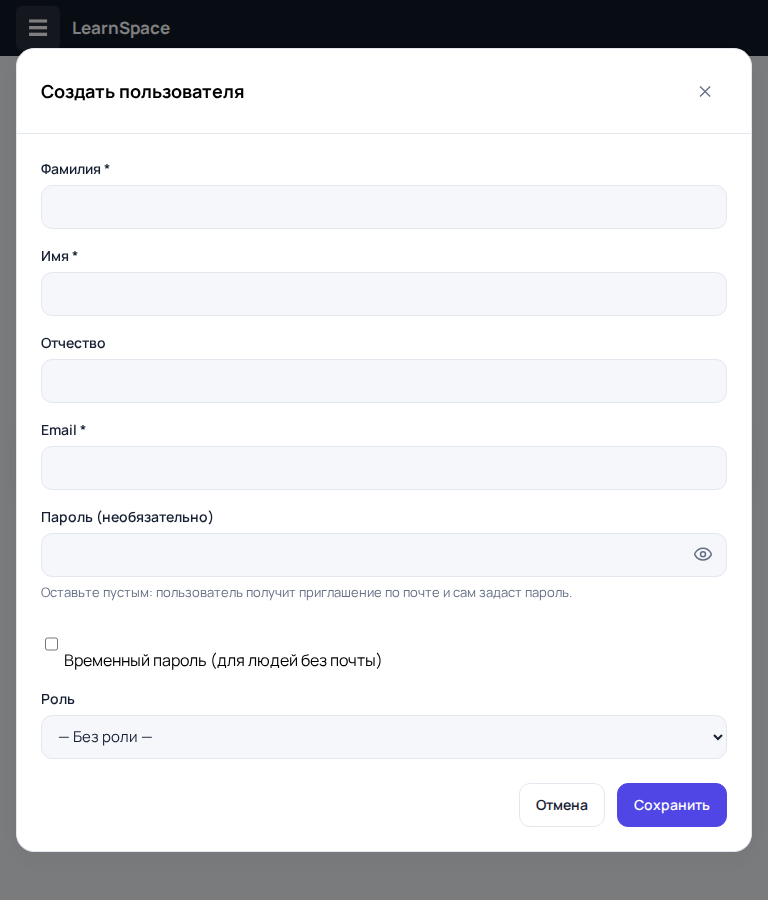 LearnSpace
Создать пользователя
Фамилия *
Имя *
Отчество
Email *
Пароль (необязательно)
Оставьте пустым: пользователь получит приглашение по почте и сам задаст пароль.
Временный пароль (для людей без почты)
Роль
— Без роли —
Отмена
Сохранить